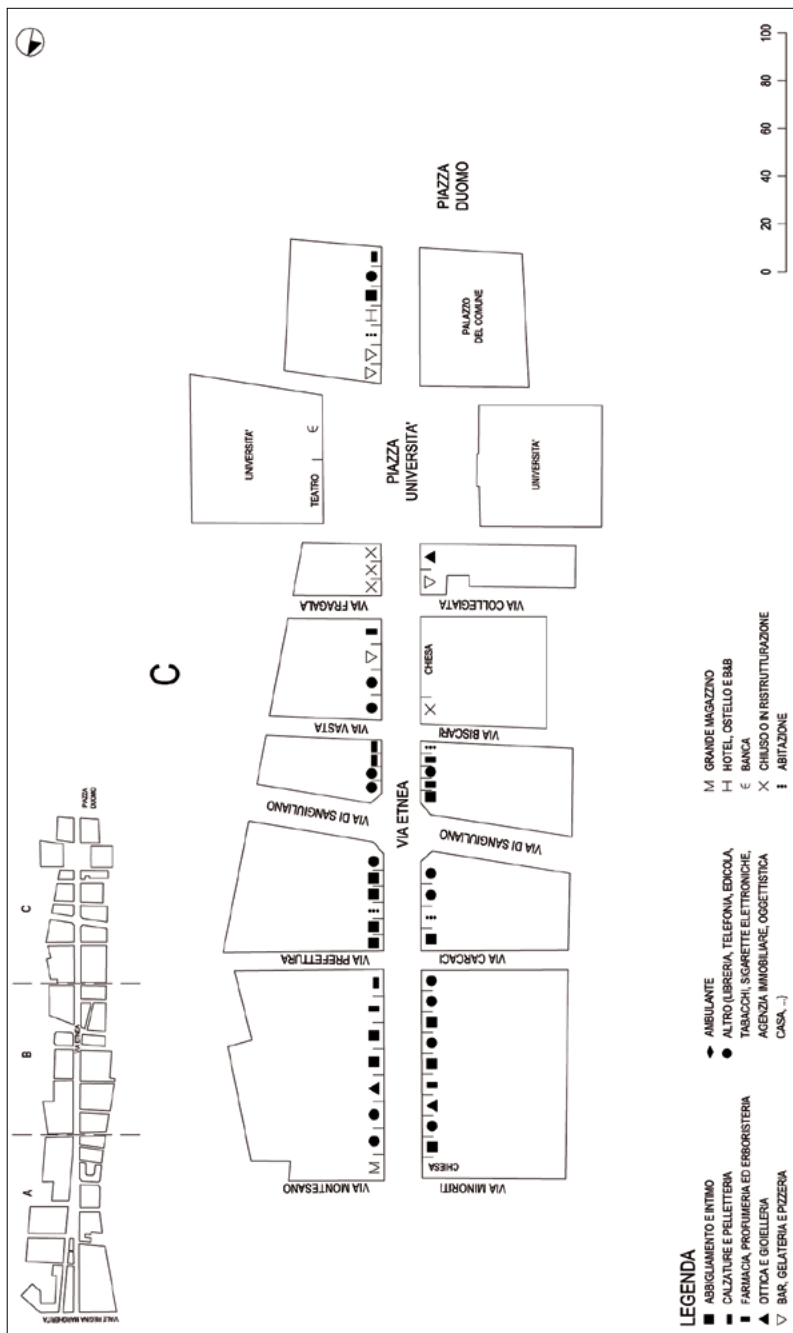 A
B
C
VIALE REGINA MARGHERITA
VIA ETNEA
PIAZZA
DUOMO
C
VIA MONTESANO
VIA PREFETTURA
VIA DI SANGIULIANO
VIA VASTA
VIA FRAGALA
TEATRO
UNIVERSITA'
Є
M
H
VIA ETNEA
PIAZZA
UNIVERSITA'
PIAZZA
DUOMO
CHIESA
VIA MINORITI
VIA CARCACI
VIA DI SANGIULIANO
VIA BISCARI
CHIESA
VIA COLLEGIATA
UNIVERSITA'
PALAZZO
DEL COMUNE
LEGENDA
ABBIGLIAMENTO E INTIMO
CALZATURE E PELLETTERIA
FARMACIA, PROFUMERIA ED ERBORISTERIA
OTTICA E GIOIELLERIA
BAR, GELATERIA E PIZZERIA
AMBULANTE
ALTRO (LIBRERIA, TELEFONIA, EDICOLA,
TABACCHI, SIGARETTE ELETTRONICHE,
AGENZIA IMMOBILIARE, OGGETTISTICA
CASA, ...)
M GRANDE MAGAZZINO
H HOTEL, OSTELLO E B&B
Є BANCA
X CHIUSO O IN RISTRUTTURAZIONE
ABITAZIONE
0 20 40 60 80 100